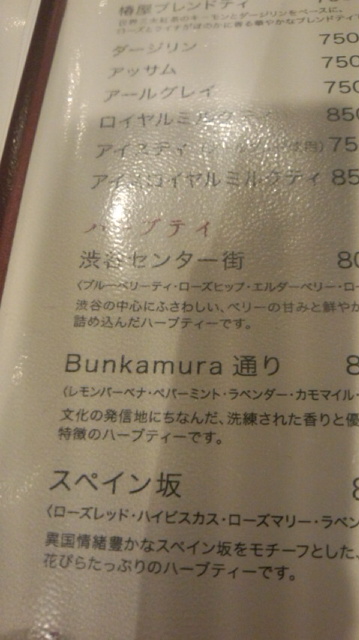 椿屋ブレンドティ
ダージリン 750
アッサム 750
アールグレイ 750
ロイヤルミルク 850
アイスティ 750
アイスロイヤルミルクティ 850
ハーブティ
渋谷センター街 80
〈ブルーベリーティ・ローズヒップ・エルダーベリー・ロー
渋谷の中心にふさわしい、ベリーの甘みと鮮やか
詰め込んだハーブティーです。
Bunkamura 通り 8
〈レモンバーベナ・ペパーミント・ラベンダー・カモマイル・
文化の発信地にちなんだ、洗練された香りと優
特徴のハーブティーです。
スペイン坂 8
〈ローズレッド・ハイビスカス・ローズマリー・ラベン
異国情緒豊かなスペイン坂をモチーフとした、
花びらたっぷりのハーブティーです。